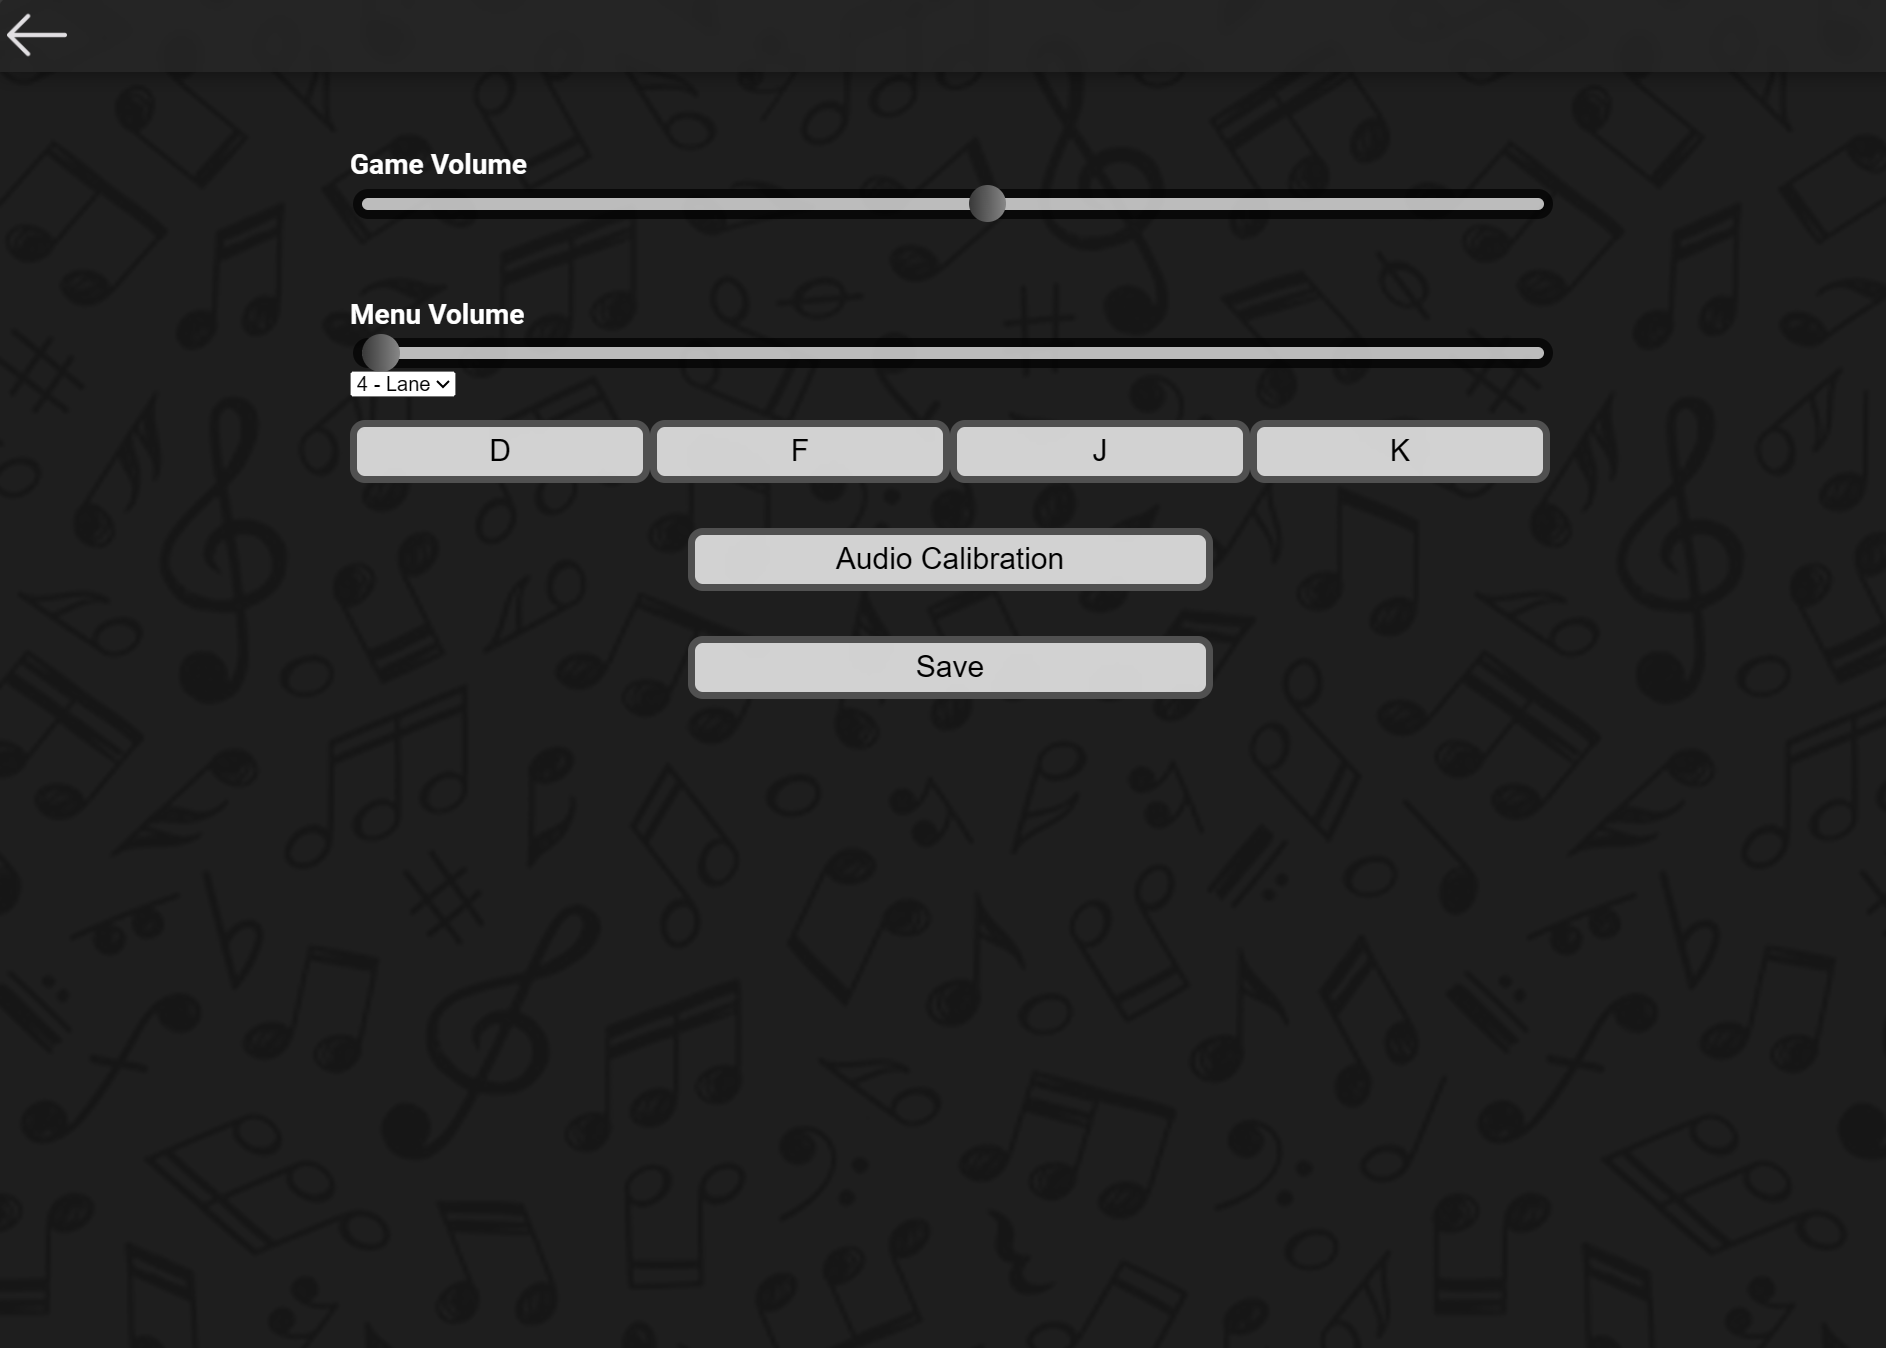 Game Volume
Menu Volume
4 - Lane
D F J K
Audio Calibration
Save